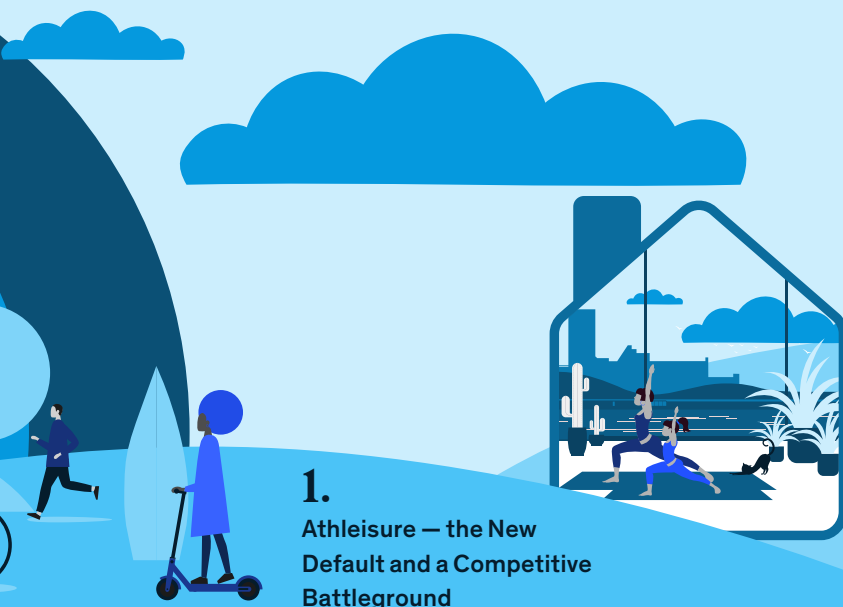 1.
Athleisure — the New
Default and a Competitive
Battleground